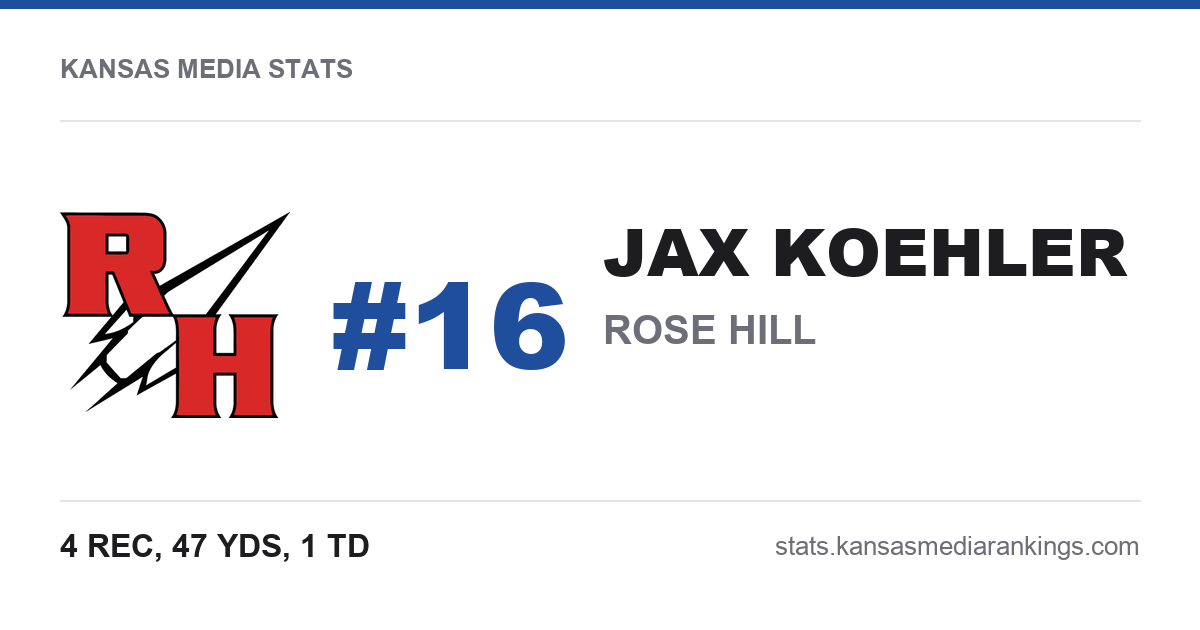 KANSAS MEDIA STATS
RH
#16
JAX KOEHLER
ROSE HILL
4 REC, 47 YDS, 1 TD
stats.kansasmediarankings.com